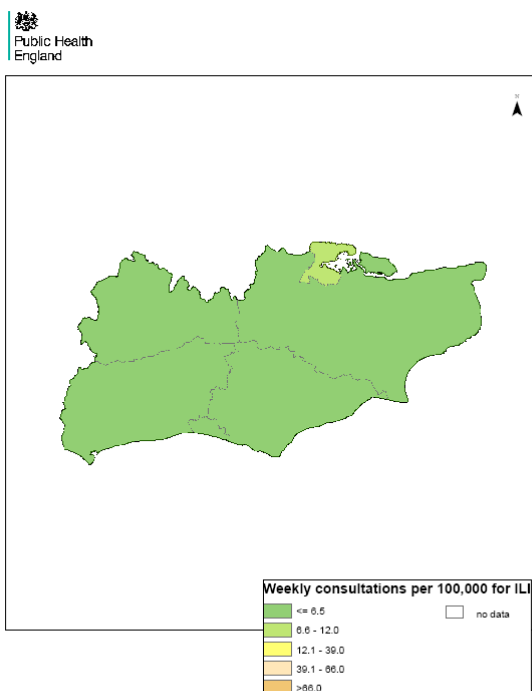 Public Health
England
N
Weekly consultations per 100,000 for ILI
<= 6.5
6.6 - 12.0
12.1 - 39.0
39.1 - 66.0
>66.0
no data